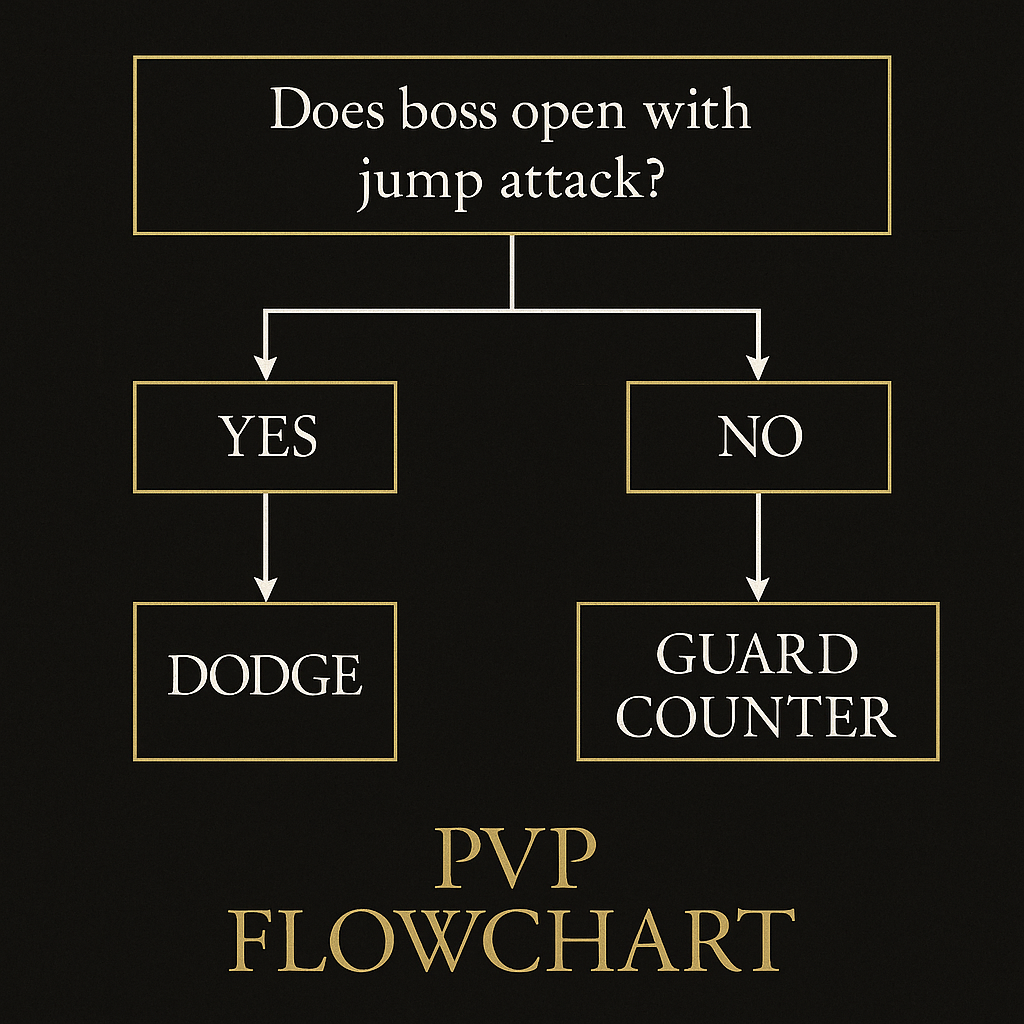 Does boss open with
jump attack?
YES
NO
DODGE
GUARD
COUNTER
PVP
FLOWCHART